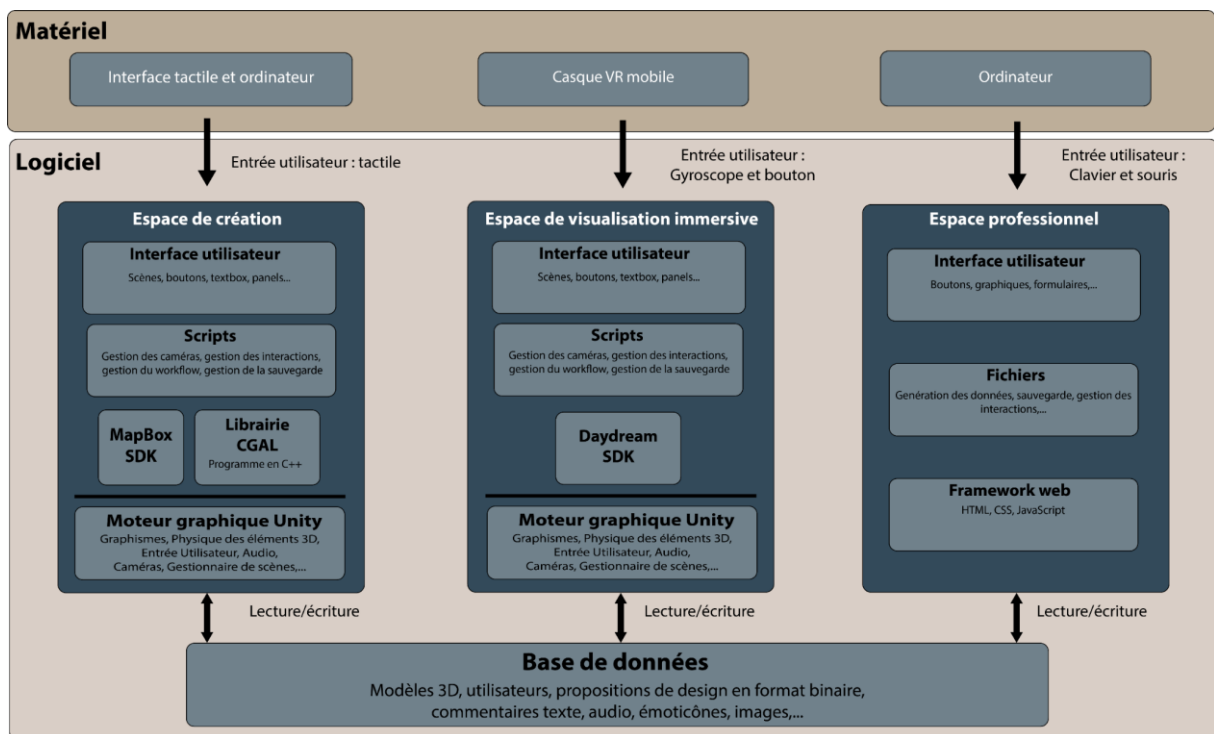 Matériel
Interface tactile et ordinateur
Casque VR mobile
Ordinateur
Logiciel
Entrée utilisateur : tactile
Entrée utilisateur :
Gyroscope et bouton
Entrée utilisateur :
Clavier et souris
Espace de création
Interface utilisateur
Scènes, boutons, textbox, panels...
Scripts
Gestion des caméras, gestion des interactions,
gestion du workflow, gestion de la sauvegarde
MapBox
SDK
Librairie
CGAL
Programme en C++
Moteur graphique Unity
Graphismes, Physique des éléments 3D,
Entrée Utilisateur, Audio,
Caméras, Gestionnaire de scènes,...
Espace de visualisation immersive
Interface utilisateur
Scènes, boutons, textbox, panels...
Scripts
Gestion des caméras, gestion des interactions,
gestion du workflow, gestion de la sauvegarde
Daydream
SDK
Moteur graphique Unity
Graphismes, Physique des éléments 3D,
Entrée Utilisateur, Audio,
Caméras, Gestionnaire de scènes,...
Espace professionnel
Interface utilisateur
Boutons, graphiques, formulaires,...
Fichiers
Genération des données, sauvegarde, gestion des
interactions,...
Framework web
HTML, CSS, JavaScript
Lecture/écriture
Lecture/écriture
Lecture/écriture
Base de données
Modèles 3D, utilisateurs, propositions de design en format binaire,
commentaires texte, audio, émoticônes, images,...